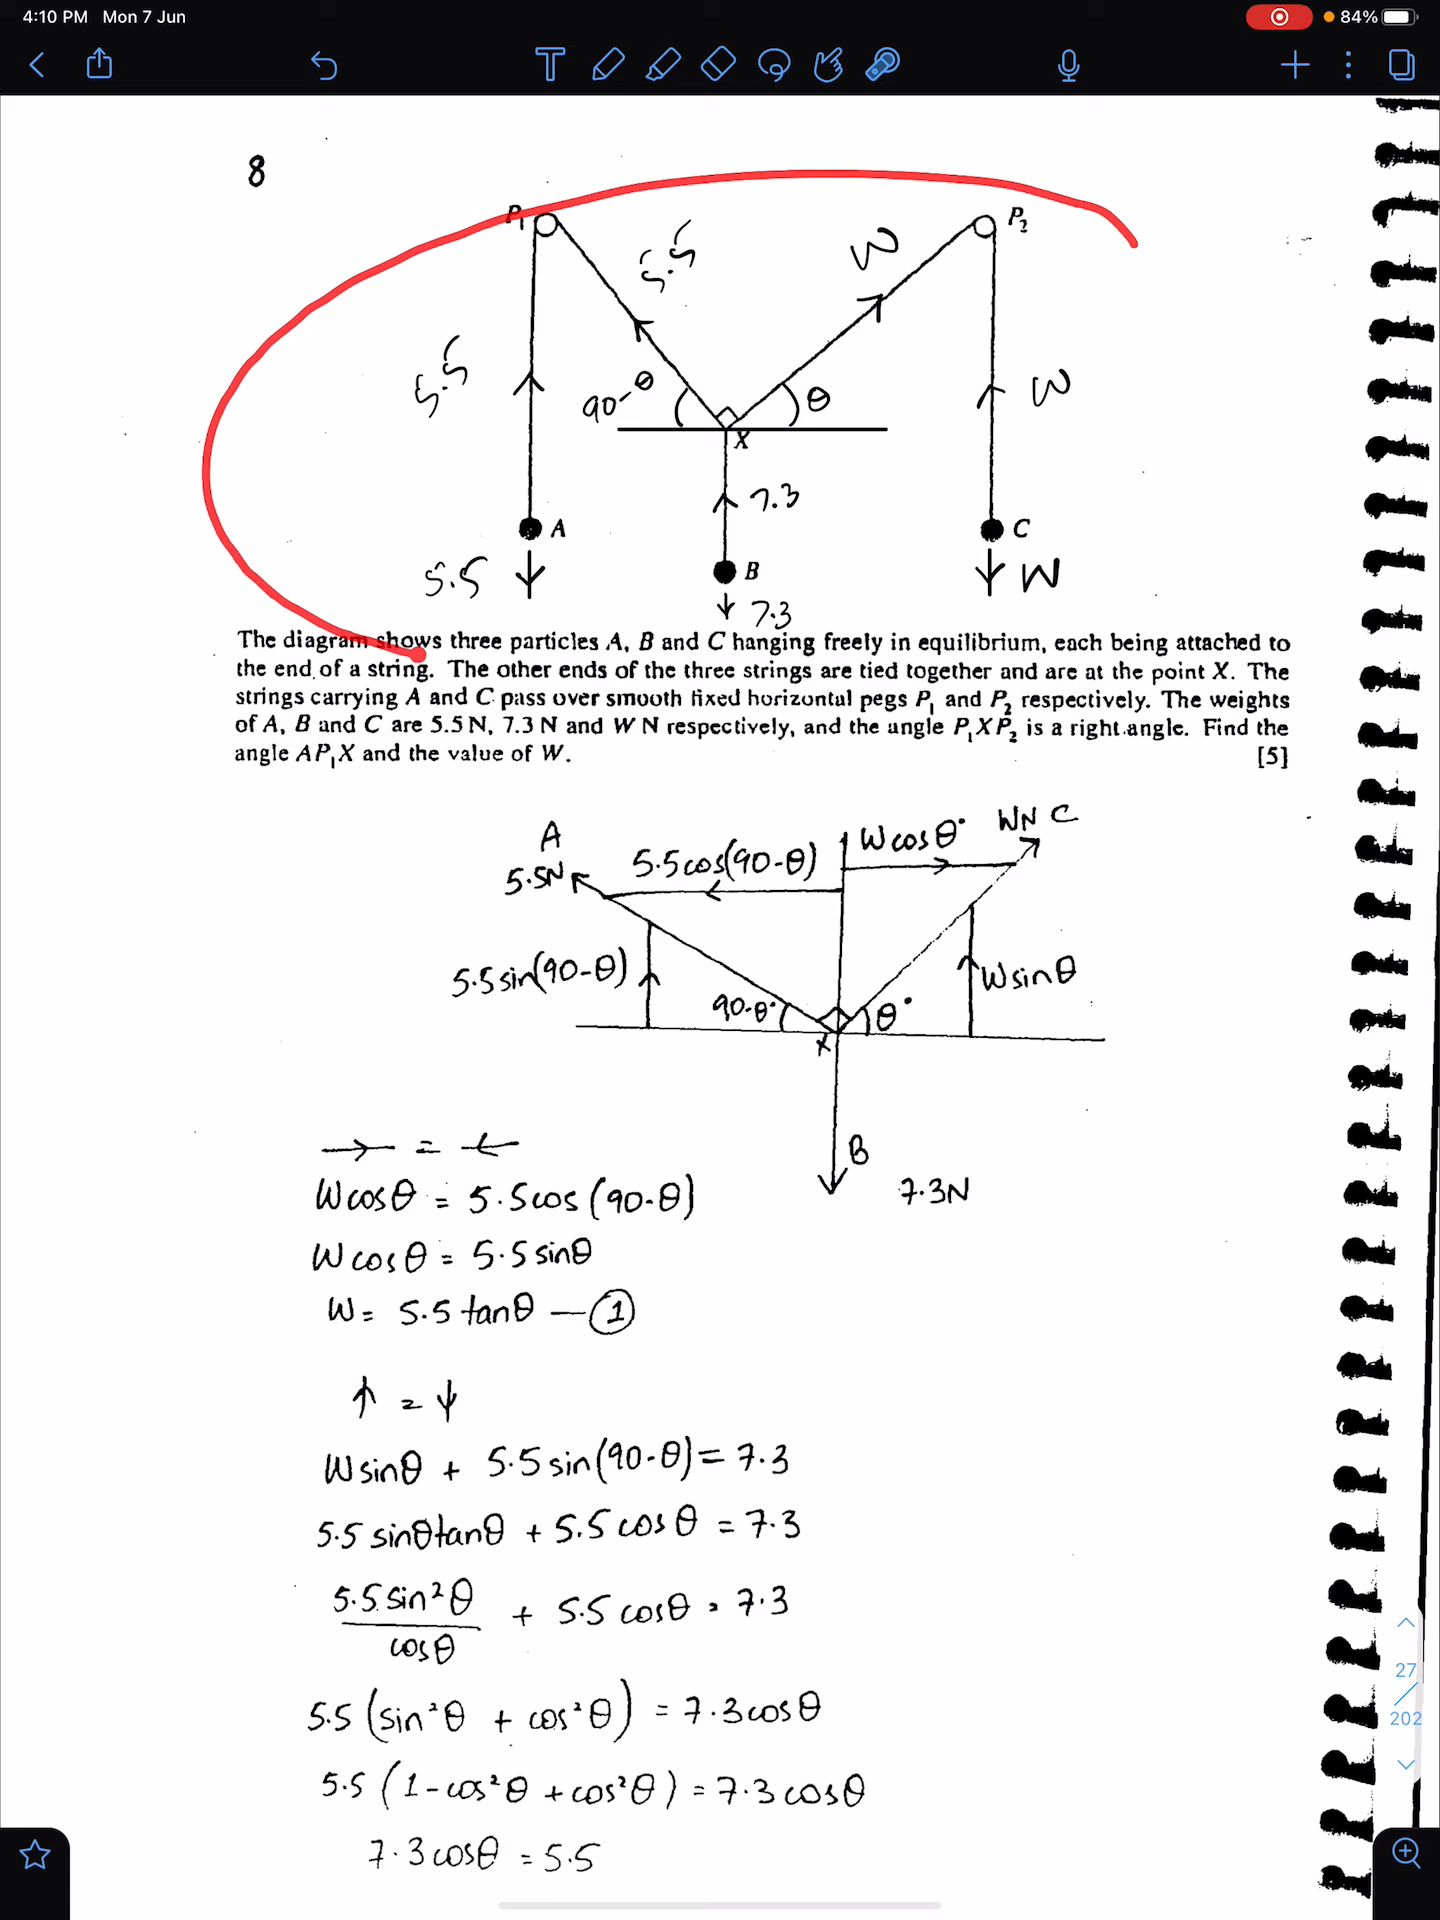 4:10 PM Mon 7 Jun
84%
8
P₁
P₂
5.5
W
5.5
W
90-θ
θ
X
7.3
A
B
C
5.5
7.3
W
The diagram shows three particles A, B and C hanging freely in equilibrium, each being attached to
the end of a string. The other ends of the three strings are tied together and are at the point X. The
strings carrying A and C pass over smooth fixed horizontal pegs P₁ and P₂ respectively. The weights
of A, B and C are 5.5 N, 7.3 N and W N respectively, and the angle P₁XP₂ is a right angle. Find the
angle AP₁X and the value of W.
[5]
A
5.5N
5.5cos(90-θ)
Wcosθ°
WN C
5.5sin(90-θ)
Wsinθ
90-θ°
θ°
X
B
7.3N
→ = ←
Wcosθ = 5.5cos(90-θ)
Wcosθ = 5.5sinθ
W = 5.5tanθ — ①
↑ = ↓
Wsinθ + 5.5sin(90-θ) = 7.3
5.5sinθtanθ + 5.5cosθ = 7.3
5.5sin²θ/cosθ + 5.5cosθ = 7.3
5.5(sin²θ + cos²θ) = 7.3cosθ
5.5(1-cos²θ + cos²θ) = 7.3cosθ
7.3cosθ = 5.5
27
202